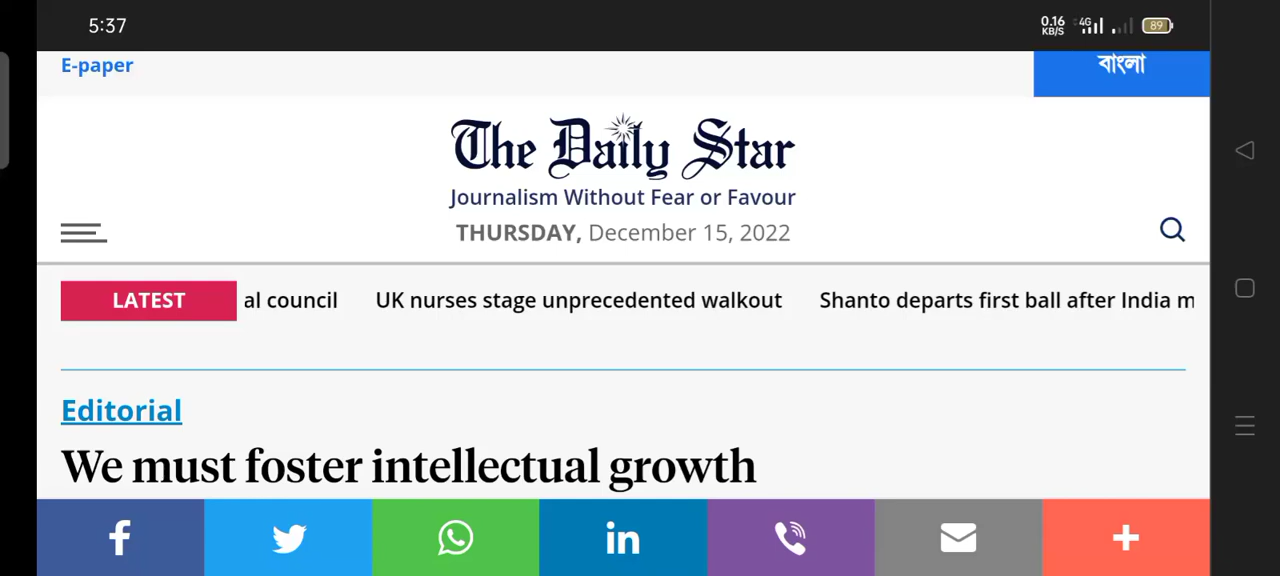 5:37
0.16 KB/S 4G 89
E-paper
বাংলা
The Daily Star
Journalism Without Fear or Favour
THURSDAY, December 15, 2022
LATEST al council UK nurses stage unprecedented walkout Shanto departs first ball after India m
Editorial
We must foster intellectual growth